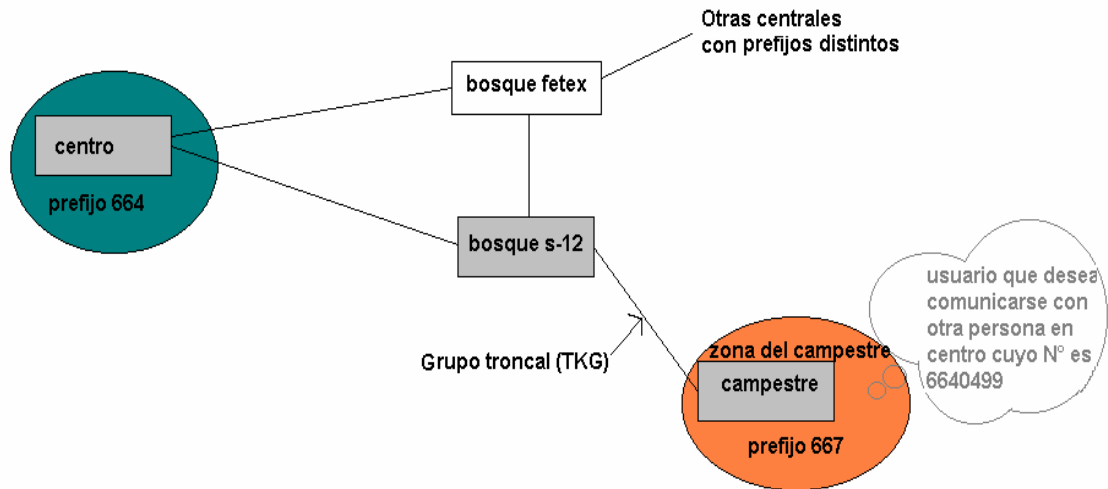 Otras centrales
con prefijos distintos
bosque fetex
centro
prefijo 664
bosque s-12
usuario que desea
comunicarse con
otra persona en
centro cuyo Nº es
6640499
Grupo troncal (TKG)
zona del campestre
campestre
prefijo 667